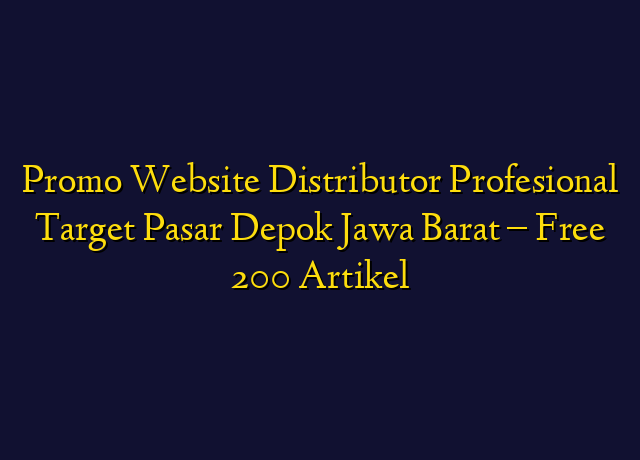 Promo Website Distributor Profesional
Target Pasar Depok Jawa Barat – Free
200 Artikel